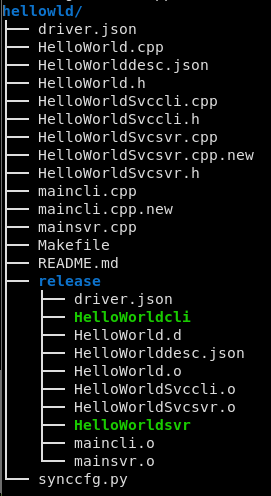 hellowld/
├── driver.json
├── HelloWorld.cpp
├── HelloWorlddesc.json
├── HelloWorld.h
├── HelloWorldSvccli.cpp
├── HelloWorldSvccli.h
├── HelloWorldSvcsvr.cpp
├── HelloWorldSvcsvr.cpp.new
├── HelloWorldSvcsvr.h
├── maincli.cpp
├── maincli.cpp.new
├── mainsvr.cpp
├── Makefile
├── README.md
├── release
│   ├── driver.json
│   ├── HelloWorldcli
│   ├── HelloWorld.d
│   ├── HelloWorlddesc.json
│   ├── HelloWorld.o
│   ├── HelloWorldSvccli.o
│   ├── HelloWorldSvcsvr.o
│   ├── HelloWorldsvr
│   ├── maincli.o
│   └── mainsvr.o
└── synccfg.py